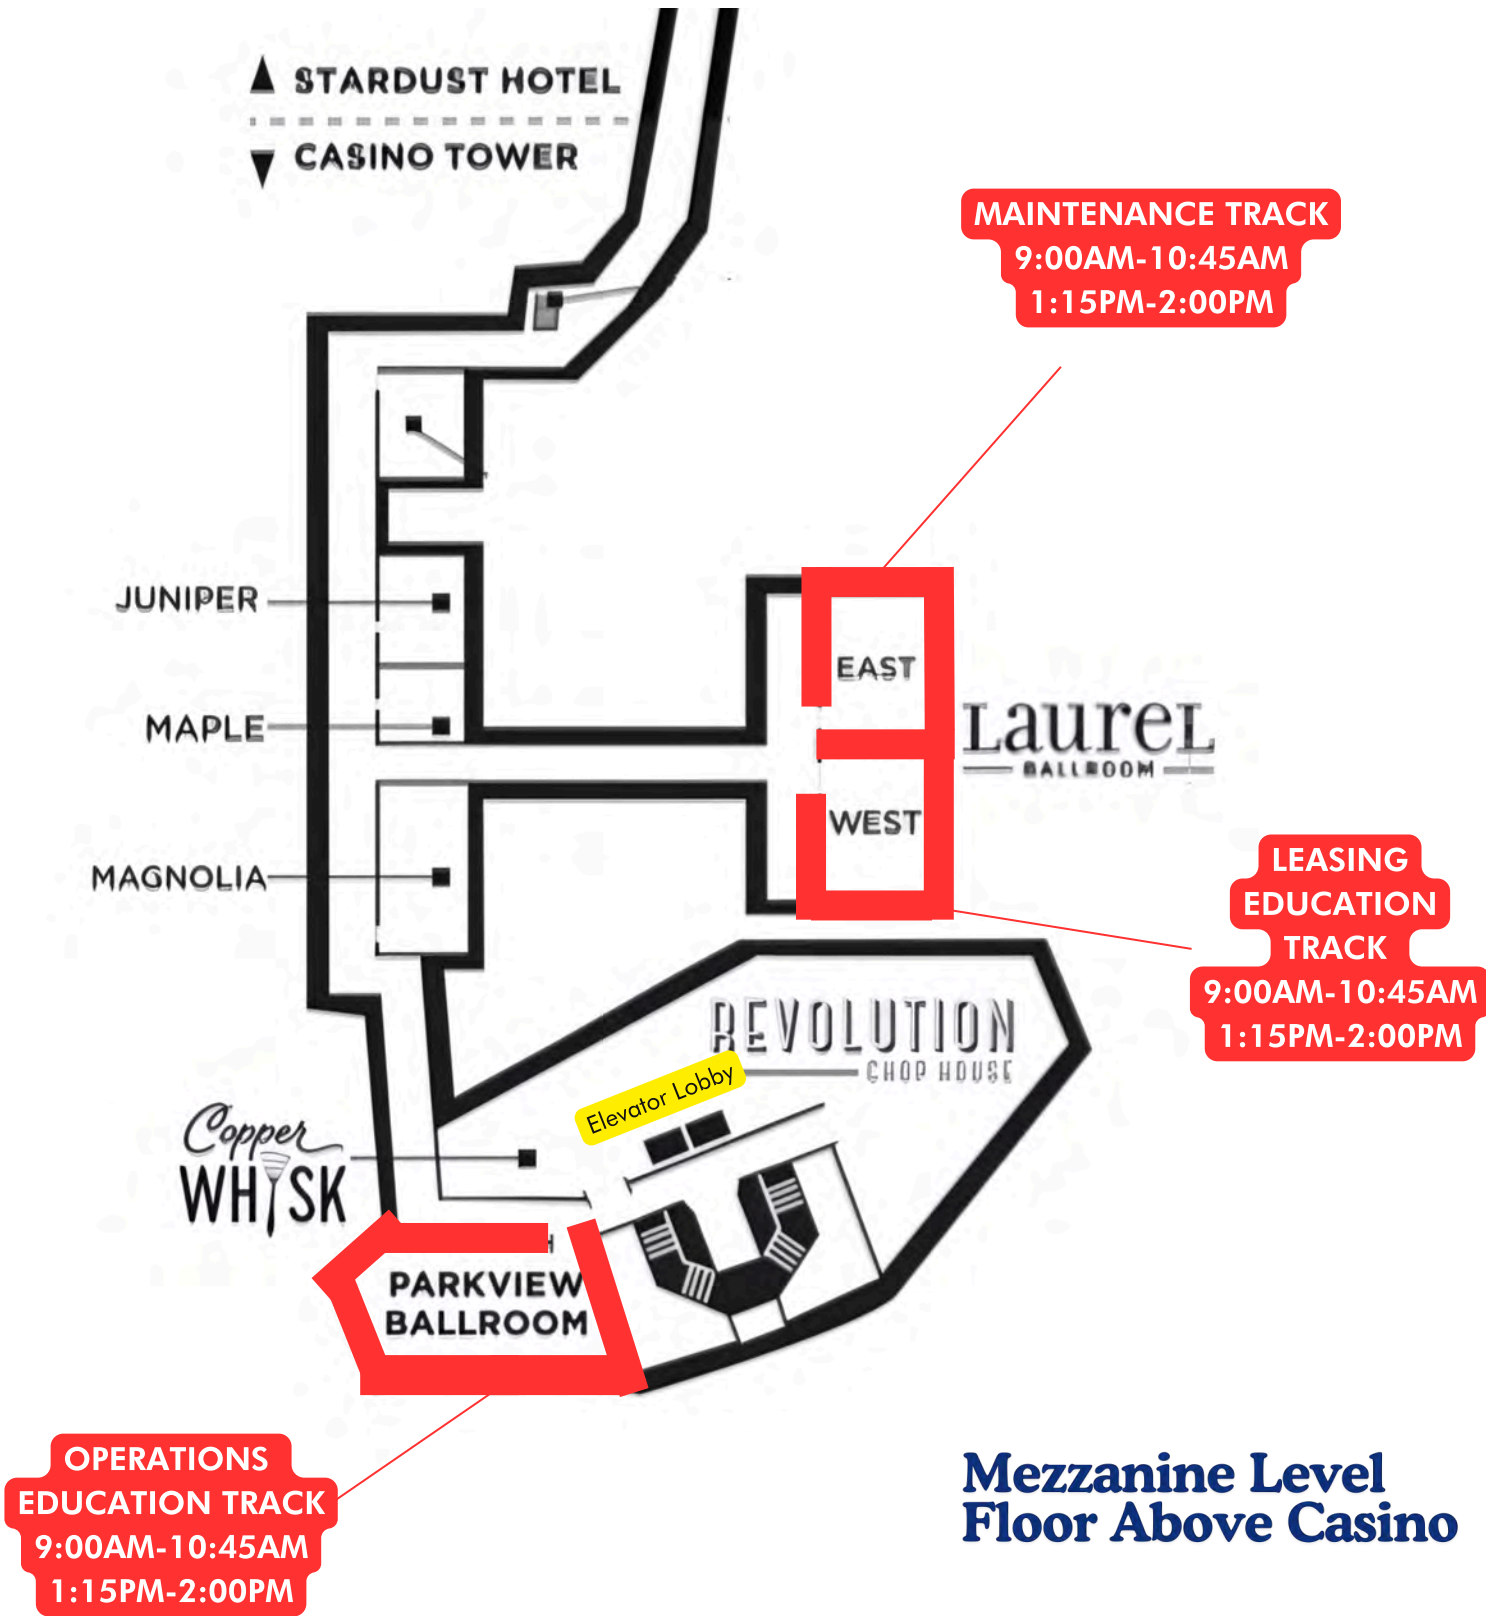 STARDUST HOTEL
CASINO TOWER
MAINTENANCE TRACK
9:00AM-10:45AM
1:15PM-2:00PM
JUNIPER
MAPLE
MAGNOLIA
EAST
WEST
LaureL
BALLROOM
LEASING
EDUCATION
TRACK
9:00AM-10:45AM
1:15PM-2:00PM
REVOLUTION
CHOP HOUSE
Elevator Lobby
Copper
WHISK
PARKVIEW
BALLROOM
OPERATIONS
EDUCATION TRACK
9:00AM-10:45AM
1:15PM-2:00PM
Mezzanine Level
Floor Above Casino